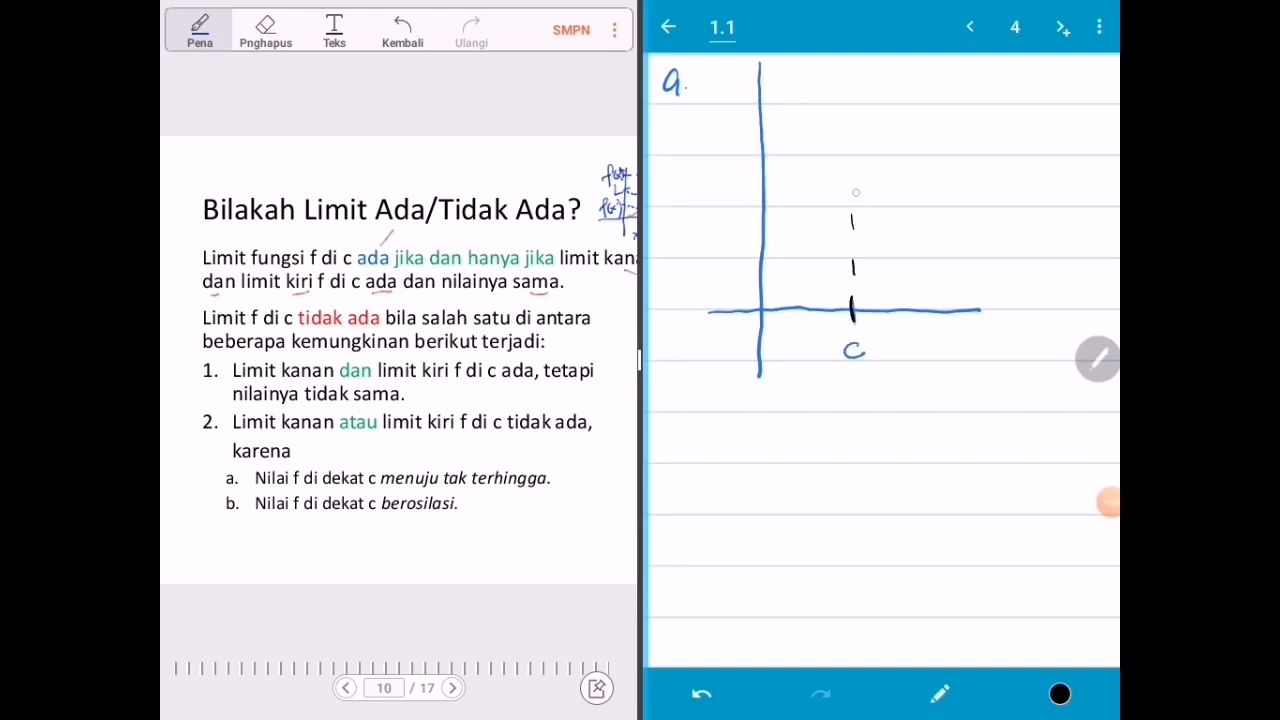 Pena
Pnghapus
Teks
Kembali
Ulangi
SMPN
1.1
4
a.
f(x)
L
f(x)
Bilakah Limit Ada/Tidak Ada?
Limit fungsi f di c ada jika dan hanya jika limit kana
dan limit kiri f di c ada dan nilainya sama.
Limit f di c tidak ada bila salah satu di antara
beberapa kemungkinan berikut terjadi:
1. Limit kanan dan limit kiri f di c ada, tetapi
nilainya tidak sama.
2. Limit kanan atau limit kiri f di c tidak ada,
karena
a. Nilai f di dekat c menuju tak terhingga.
b. Nilai f di dekat c berosilasi.
c
10 / 17